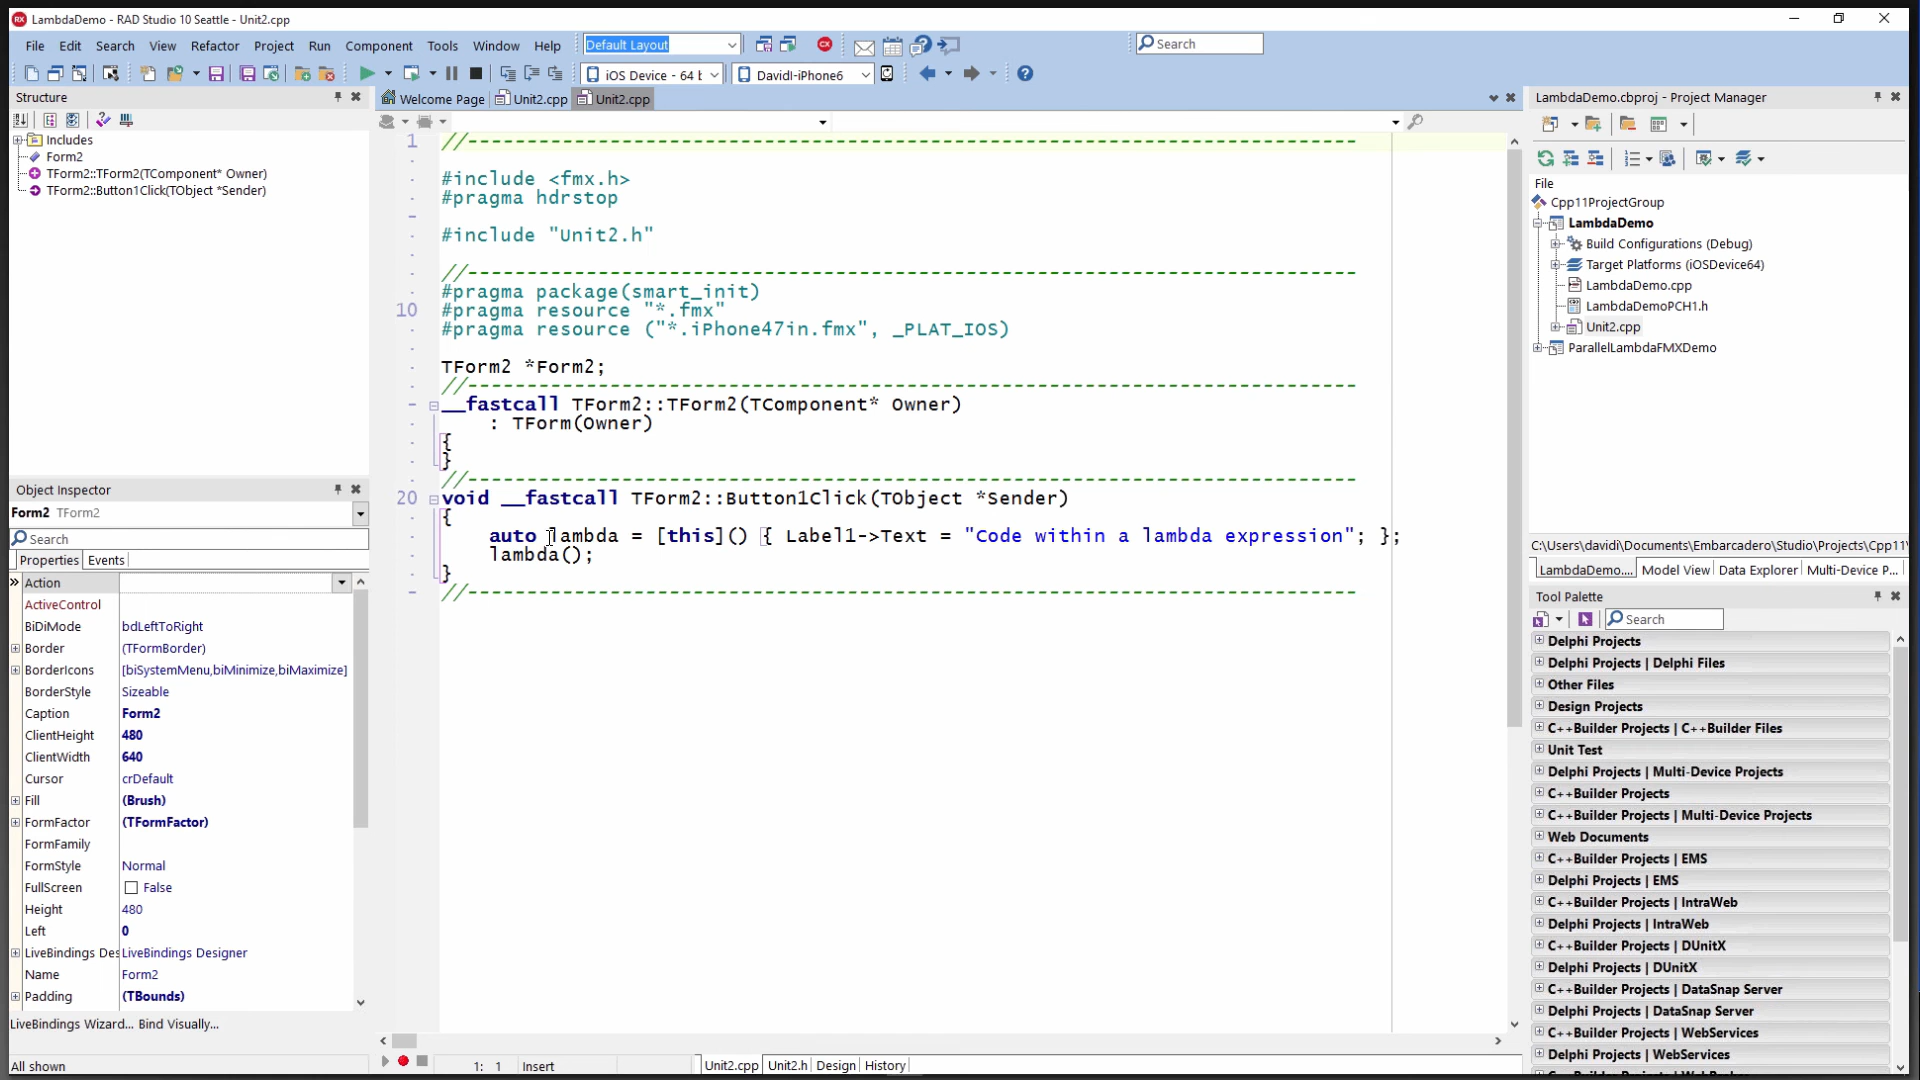 LambdaDemo - RAD Studio 10 Seattle - Unit2.cpp
File Edit Search View Refactor Project Run Component Tools Window Help Default Layout Search
iOS Device - 64 b DavidI-iPhone6
Structure
Includes
Form2
TForm2::TForm2(TComponent* Owner)
TForm2::Button1Click(TObject *Sender)
Object Inspector
Form2 TForm2
Search
Properties Events
Action
ActiveControl
BiDiMode bdLeftToRight
Border (TFormBorder)
BorderIcons [biSystemMenu,biMinimize,biMaximize]
BorderStyle Sizeable
Caption Form2
ClientHeight 480
ClientWidth 640
Cursor crDefault
Fill (Brush)
FormFactor (TFormFactor)
FormFamily
FormStyle Normal
FullScreen False
Height 480
Left 0
LiveBindings Des LiveBindings Designer
Name Form2
Padding (TBounds)
LiveBindings Wizard... Bind Visually...
All shown
Welcome Page Unit2.cpp Unit2.cpp
1 //---------------------------------------------------------------------------
#include <fmx.h>
#pragma hdrstop
#include "Unit2.h"
//---------------------------------------------------------------------------
#pragma package(smart_init)
10 #pragma resource "*.fmx"
#pragma resource ("*.iPhone47in.fmx", _PLAT_IOS)
TForm2 *Form2;
//---------------------------------------------------------------------------
__fastcall TForm2::TForm2(TComponent* Owner)
: TForm(Owner)
{
}
//---------------------------------------------------------------------------
20 void __fastcall TForm2::Button1Click(TObject *Sender)
{
auto lambda = [this]() { Label1->Text = "Code within a lambda expression"; };
lambda();
}
//---------------------------------------------------------------------------
1: 1 Insert Unit2.cpp Unit2.h Design History
LambdaDemo.cbproj - Project Manager
File
Cpp11ProjectGroup
LambdaDemo
Build Configurations (Debug)
Target Platforms (iOSDevice64)
LambdaDemo.cpp
LambdaDemoPCH1.h
Unit2.cpp
ParallelLambdaFMXDemo
C:\Users\davidi\Documents\Embarcadero\Studio\Projects\Cpp11\
LambdaDemo.... Model View Data Explorer Multi-Device P...
Tool Palette
Search
Delphi Projects
Delphi Projects | Delphi Files
Other Files
Design Projects
C++Builder Projects | C++Builder Files
Unit Test
Delphi Projects | Multi-Device Projects
C++Builder Projects
C++Builder Projects | Multi-Device Projects
Web Documents
C++Builder Projects | EMS
Delphi Projects | EMS
C++Builder Projects | IntraWeb
Delphi Projects | IntraWeb
C++Builder Projects | DUnitX
Delphi Projects | DUnitX
C++Builder Projects | DataSnap Server
Delphi Projects | DataSnap Server
C++Builder Projects | WebServices
Delphi Projects | WebServices